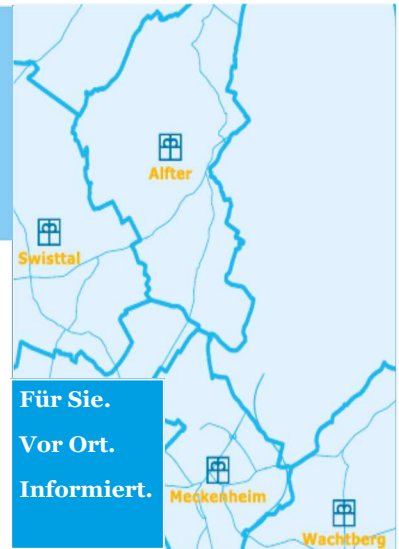 Alfter
Swisttal
Für Sie.
Vor Ort.
Informiert.
Meckenheim
Wachtberg